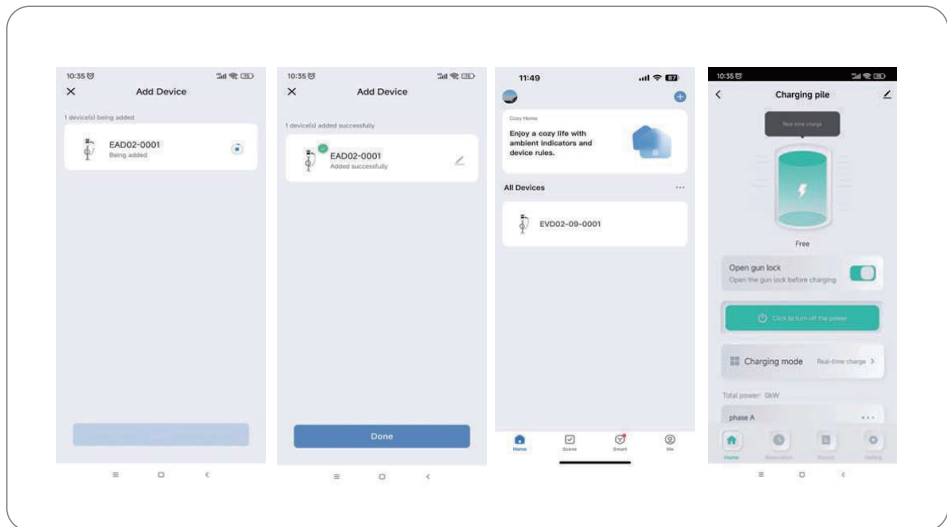 10:35
Add Device
1 device(s) being added
EAD02-0001
Being added
10:35
Add Device
1 device(s) added successfully
EAD02-0001
Added successfully
Done
11:49
87
Cozy Home
Enjoy a cozy life with
ambient indicators and
device rules.
All Devices
EVD02-09-0001
Home
Scene
Smart
Me
10:35
Charging pile
Real-time charge
Free
Open gun lock
Open the gun lock before charging
Click to turn off the power
Charging mode
Real-time charge
Total power: 0kW
phase A
Home
Reservation
Record
Setting